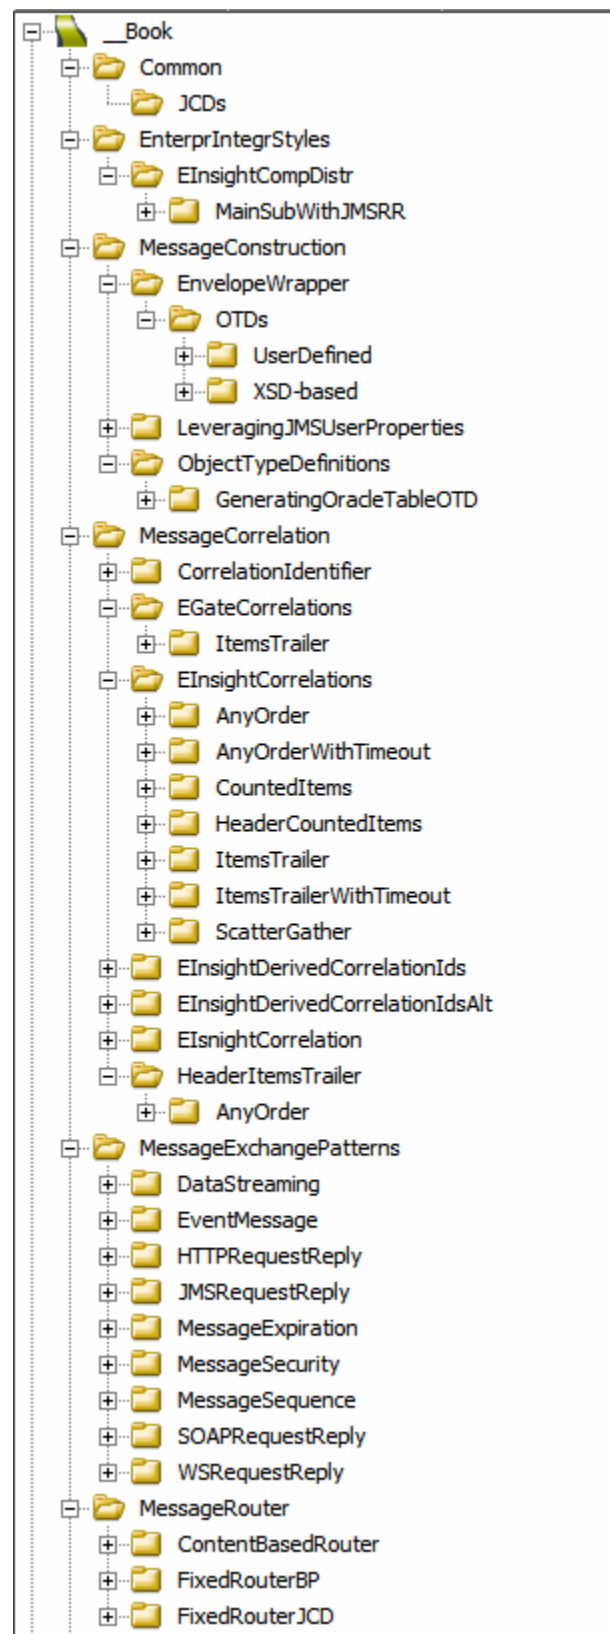 __Book
Common
JCDs
EnterprIntegrStyles
EInsightCompDistr
MainSubWithJMSRR
MessageConstruction
EnvelopeWrapper
OTDs
UserDefined
XSD-based
LeveragingJMSUserProperties
ObjectTypeDefinitions
GeneratingOracleTableOTD
MessageCorrelation
CorrelationIdentifier
EGateCorrelations
ItemsTrailer
EInsightCorrelations
AnyOrder
AnyOrderWithTimeout
CountedItems
HeaderCountedItems
ItemsTrailer
ItemsTrailerWithTimeout
ScatterGather
EInsightDerivedCorrelationIds
EInsightDerivedCorrelationIdsAlt
EIsnightCorrelation
HeaderItemsTrailer
AnyOrder
MessageExchangePatterns
DataStreaming
EventMessage
HTTPRequestReply
JMSRequestReply
MessageExpiration
MessageSecurity
MessageSequence
SOAPRequestReply
WSRequestReply
MessageRouter
ContentBasedRouter
FixedRouterBP
FixedRouterJCD